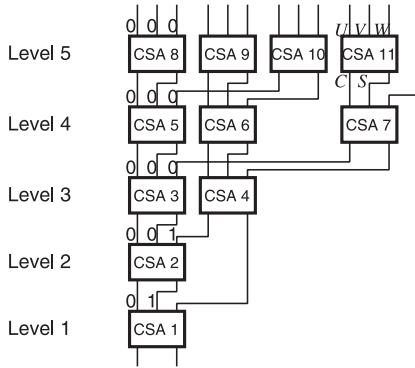 0 0 0 U V W
Level 5 CSA 8 CSA 9 CSA 10 CSA 11
0 0 0 C S
Level 4 CSA 5 CSA 6 CSA 7
0 0 0
Level 3 CSA 3 CSA 4
0 0 1
Level 2 CSA 2
0 1
Level 1 CSA 1